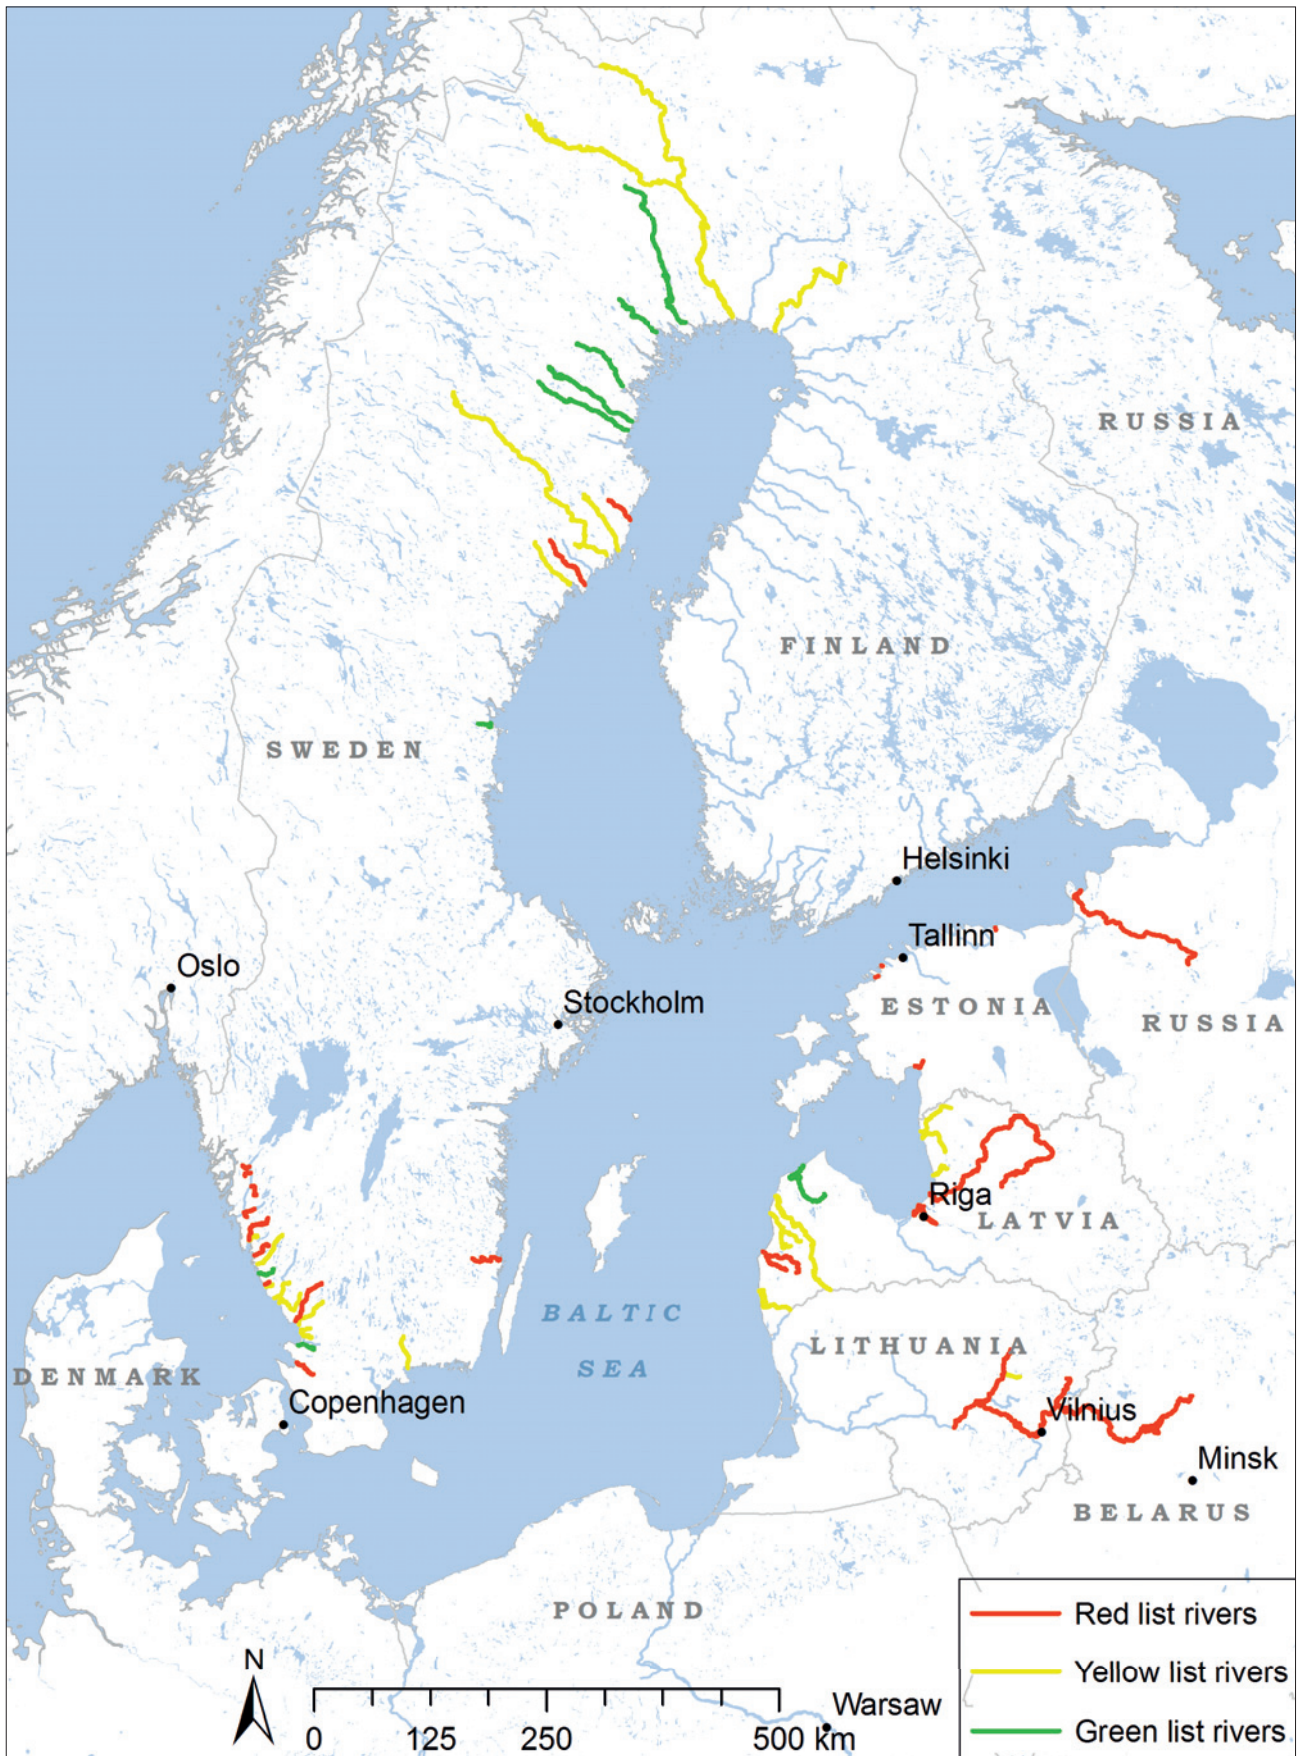 RUSSIA
FINLAND
SWEDEN
Helsinki
Tallinn
Oslo
Stockholm
ESTONIA
RUSSIA
Riga
LATVIA
BALTIC
SEA
LITHUANIA
DENMARK
Copenhagen
Vilnius
Minsk
BELARUS
POLAND
Red list rivers
Yellow list rivers
Green list rivers
N
Warsaw
0 125 250 500 km